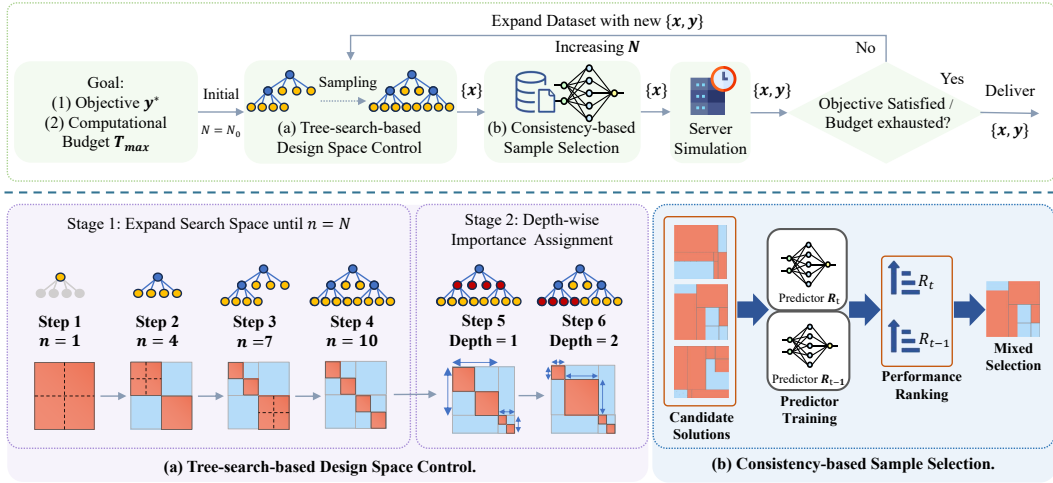 Expand Dataset with new {x, y}
Increasing N
No
Goal:
(1) Objective y*
(2) Computational
Budget T_max
Initial
N = N_0
Sampling
(a) Tree-search-based
Design Space Control
{x}
(b) Consistency-based
Sample Selection
{x}
Server
Simulation
{x, y}
Objective Satisfied /
Budget exhausted?
Yes
Deliver
{x, y}
Stage 1: Expand Search Space until n = N
Step 1
n = 1
Step 2
n = 4
Step 3
n =7
Step 4
n = 10
Stage 2: Depth-wise
Importance Assignment
Step 5
Depth = 1
Step 6
Depth = 2
(a) Tree-search-based Design Space Control.
Candidate
Solutions
Predictor R_t
Predictor R_{t−1}
Predictor
Training
R_t
R_{t−1}
Performance
Ranking
Mixed
Selection
(b) Consistency-based Sample Selection.